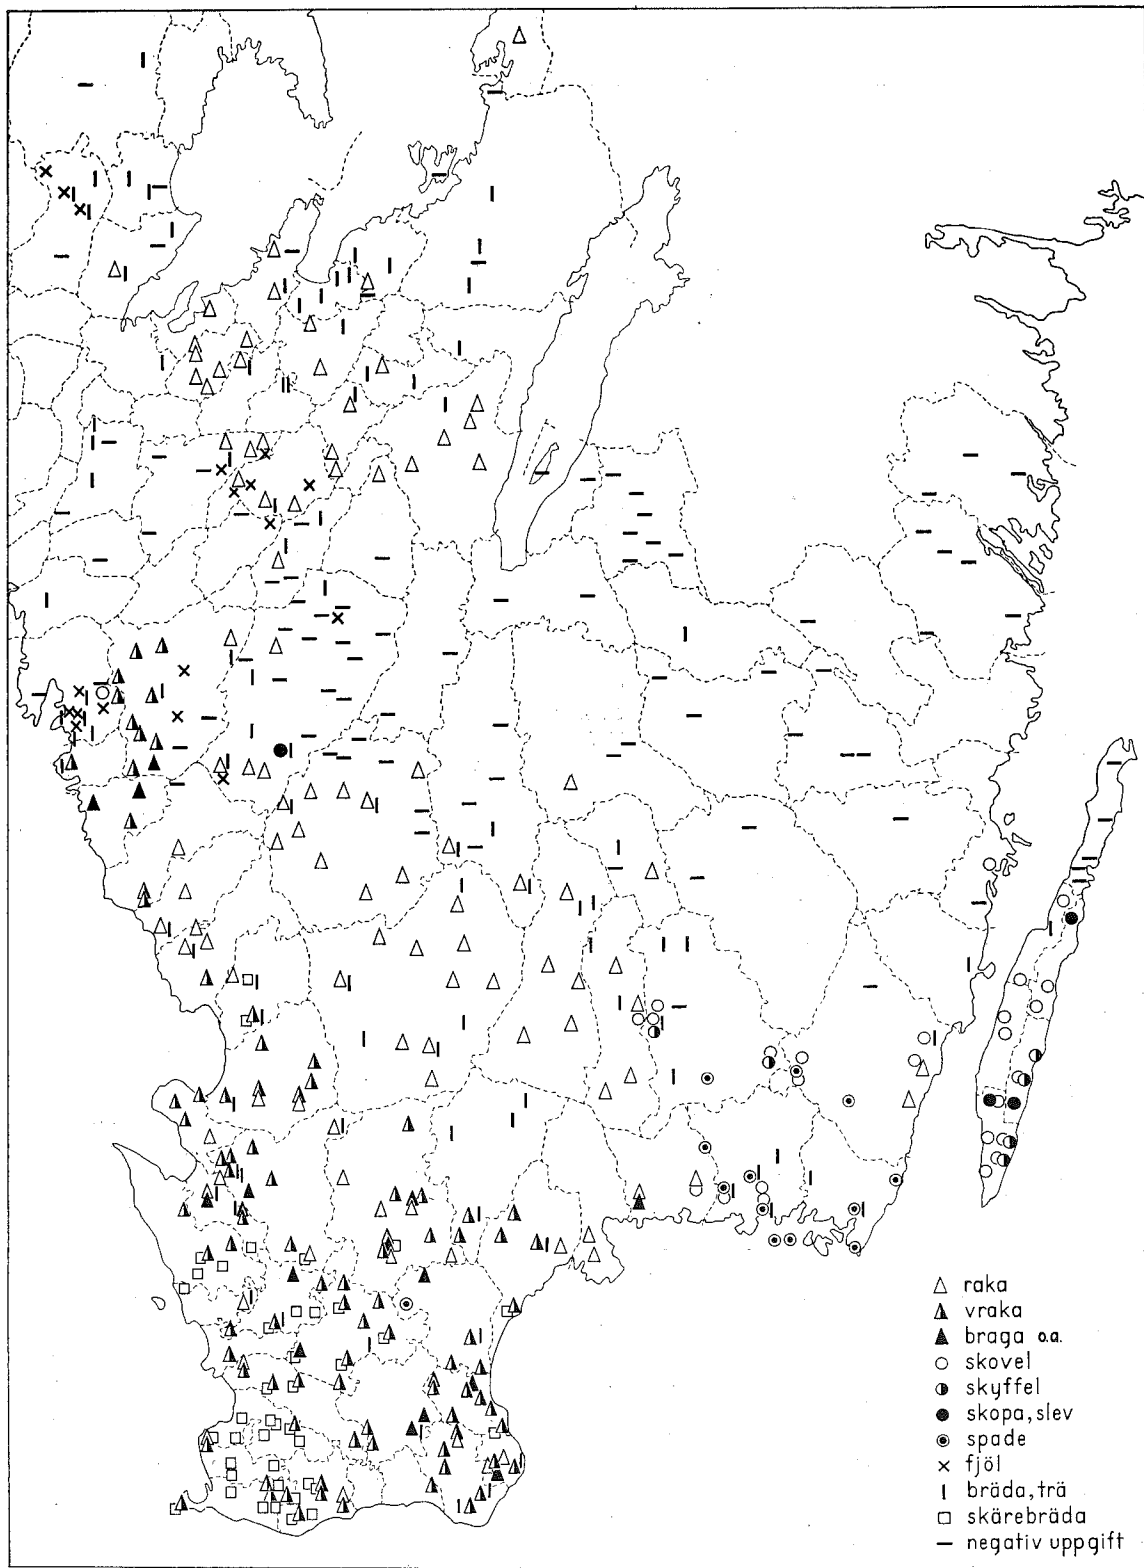 raka
vraka
braga o.a.
skovel
skyffel
skopa, slev
spade
fjöl
bräda, trä
skärebräda
negativ uppgift